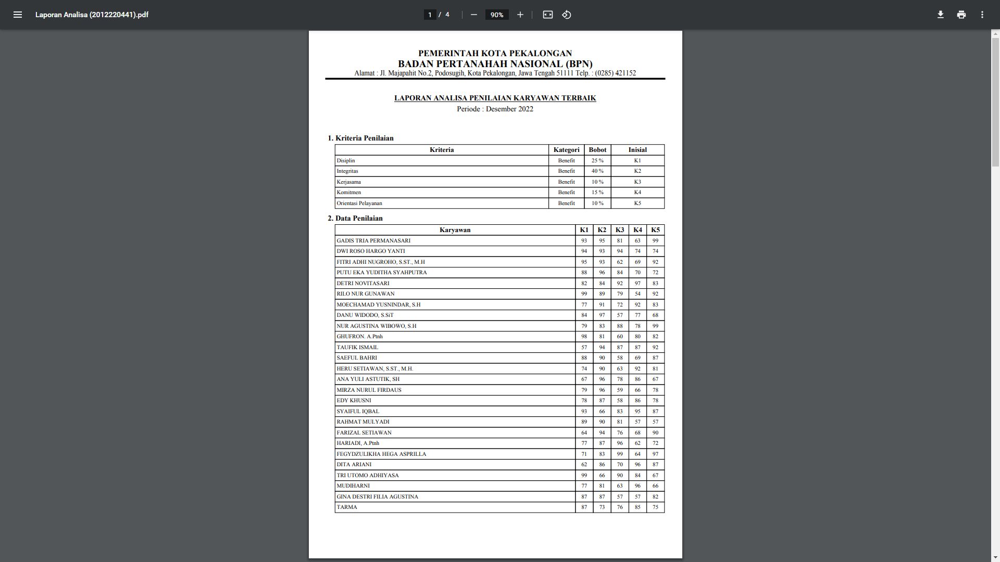 Laporan Analisa (2012220441).pdf
1 / 4
90%
PEMERINTAH KOTA PEKALONGAN
BADAN PERTANAHAH NASIONAL (BPN)
Alamat : Jl. Majapahit No.2, Podosugih, Kota Pekalongan, Jawa Tengah 51111 Telp. : (0285) 421152
LAPORAN ANALISA PENILAIAN KARYAWAN TERBAIK
Periode : Desember 2022
1. Kriteria Penilaian
Kriteria Kategori Bobot Inisial
Disiplin Benefit 25 % K1
Integritas Benefit 40 % K2
Kerjasama Benefit 10 % K3
Komitmen Benefit 15 % K4
Orientasi Pelayanan Benefit 10 % K5
2. Data Penilaian
Karyawan K1 K2 K3 K4 K5
GADIS TRIA PERMANASARI 93 95 81 63 99
DWI ROSO HARGO YANTI 94 93 94 74 74
FITRI ADHI NUGROHO, S.ST., M.H 95 93 62 69 92
PUTU EKA YUDITHA SYAHPUTRA 88 96 84 70 72
DETRI NOVITASARI 82 84 92 97 83
RILO NUR GUNAWAN 99 89 79 54 92
MOECHAMAD YUSNINDAR, S.H 77 91 72 92 83
DANU WIDODO, S.SiT 84 97 57 77 68
NUR AGUSTINA WIBOWO, S.H 79 83 88 78 99
GHUFRON. A.Ptnh 98 81 60 80 82
TAUFIK ISMAIL 57 94 87 87 92
SAEFUL BAHRI 88 90 58 69 87
HERU SETIAWAN, S.ST., M.H. 74 90 63 92 81
ANA YULI ASTUTIK, SH 67 96 78 86 67
MIRZA NURUL FIRDAUS 79 96 59 66 78
EDY KHUSNI 78 87 58 86 78
SYAIFUL IQBAL 93 66 83 95 87
RAHMAT MULYADI 89 90 81 57 57
FARIZAL SETIAWAN 64 94 76 68 90
HARIADI, A.Ptnh 77 87 96 62 72
FEGYDZULIKHA HEGA ASPRILLA 71 83 99 64 97
DITA ARIANI 62 86 70 96 87
TRI UTOMO ADHIYASA 99 66 90 84 67
MUDIHARNI 77 81 63 96 66
GINA DESTRI FILIA AGUSTINA 87 87 57 57 82
TARMA 87 73 76 85 75